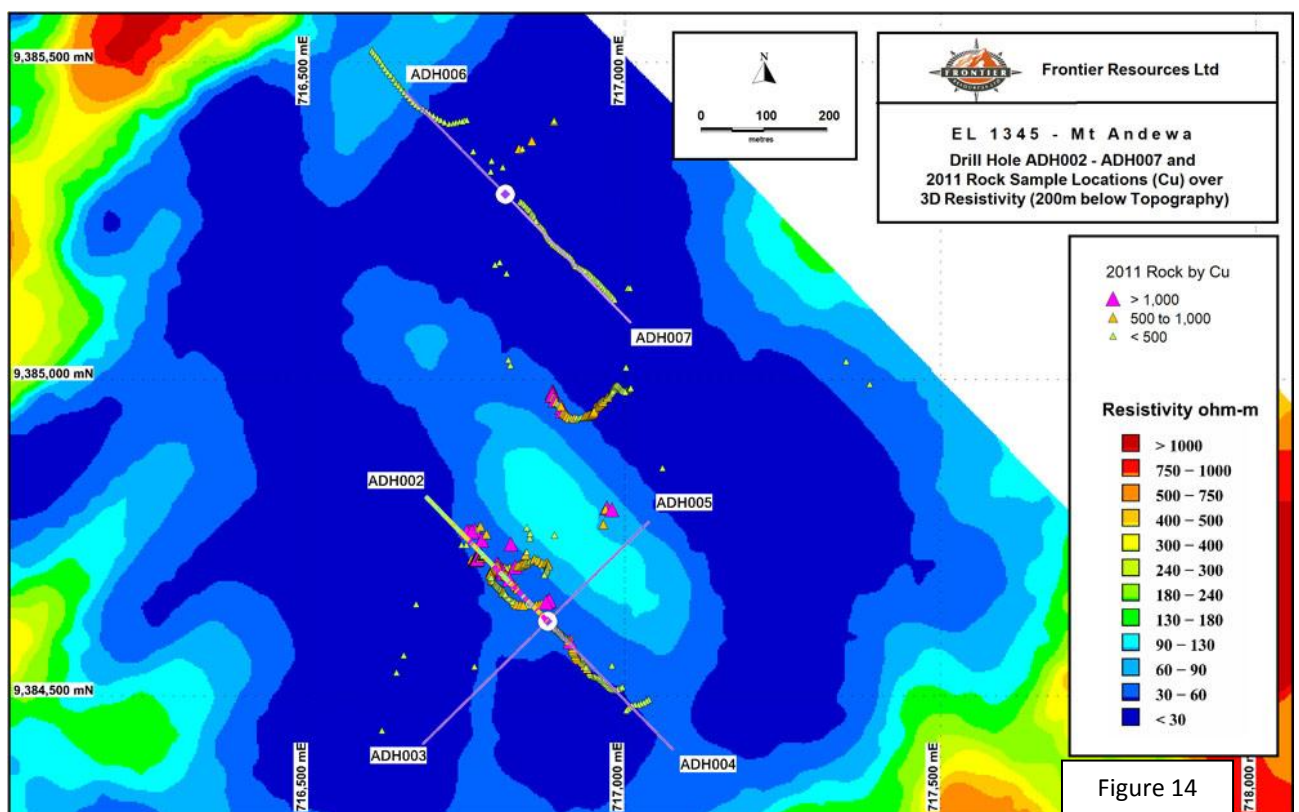 9,385,500 mN
716,500 mE
717,000 mE
ADH006
N
0 100 200
metres
FRONTIER
Frontier Resources Ltd
EL 1345 - Mt Andewa
Drill Hole ADH002 - ADH007 and
2011 Rock Sample Locations (Cu) over
3D Resistivity (200m below Topography)
ADH007
9,385,000 mN
2011 Rock by Cu
> 1,000
500 to 1,000
< 500
Resistivity ohm-m
> 1000
750 – 1000
500 – 750
400 – 500
300 – 400
240 – 300
180 – 240
130 – 180
90 – 130
60 – 90
30 – 60
< 30
ADH002
ADH005
9,384,500 mN
ADH003
ADH004
716,500 mE
717,000 mE
717,500 mE
718,000 mE
Figure 14